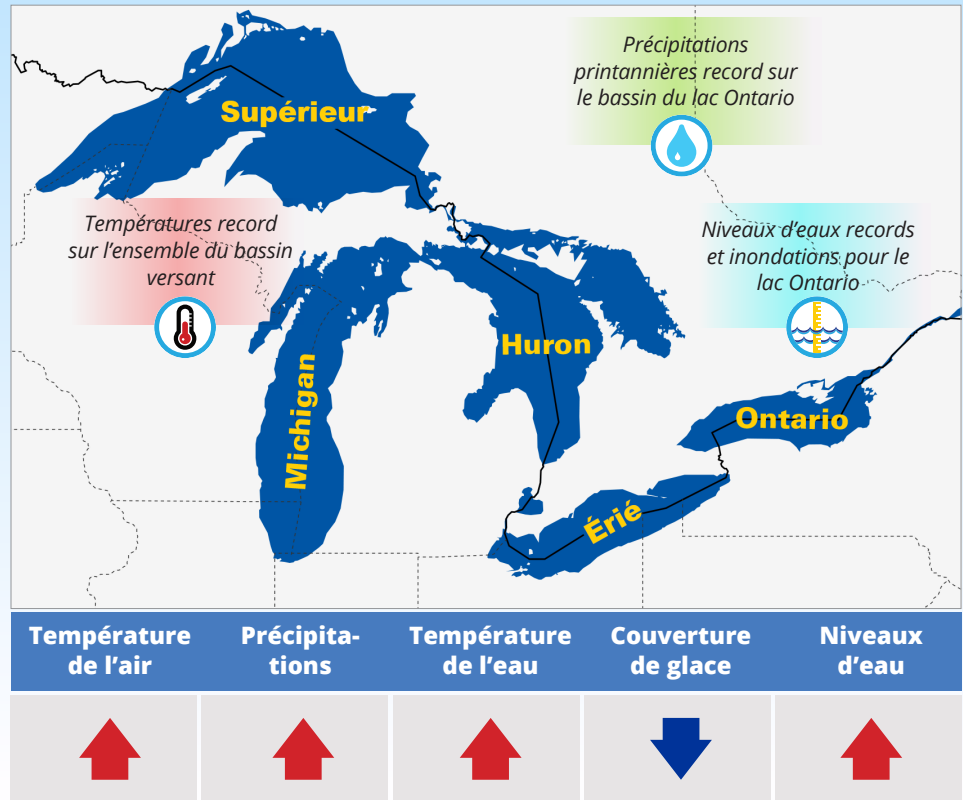 Précipitations
printannières record sur
le bassin du lac Ontario
Supérieur
Températures record
sur l’ensemble du bassin
versant
Niveaux d’eaux records
et inondations pour le
lac Ontario
Huron
Michigan
Ontario
Érié
Température
de l’air
Précipita-
tions
Température
de l’eau
Couverture
de glace
Niveaux
d’eau